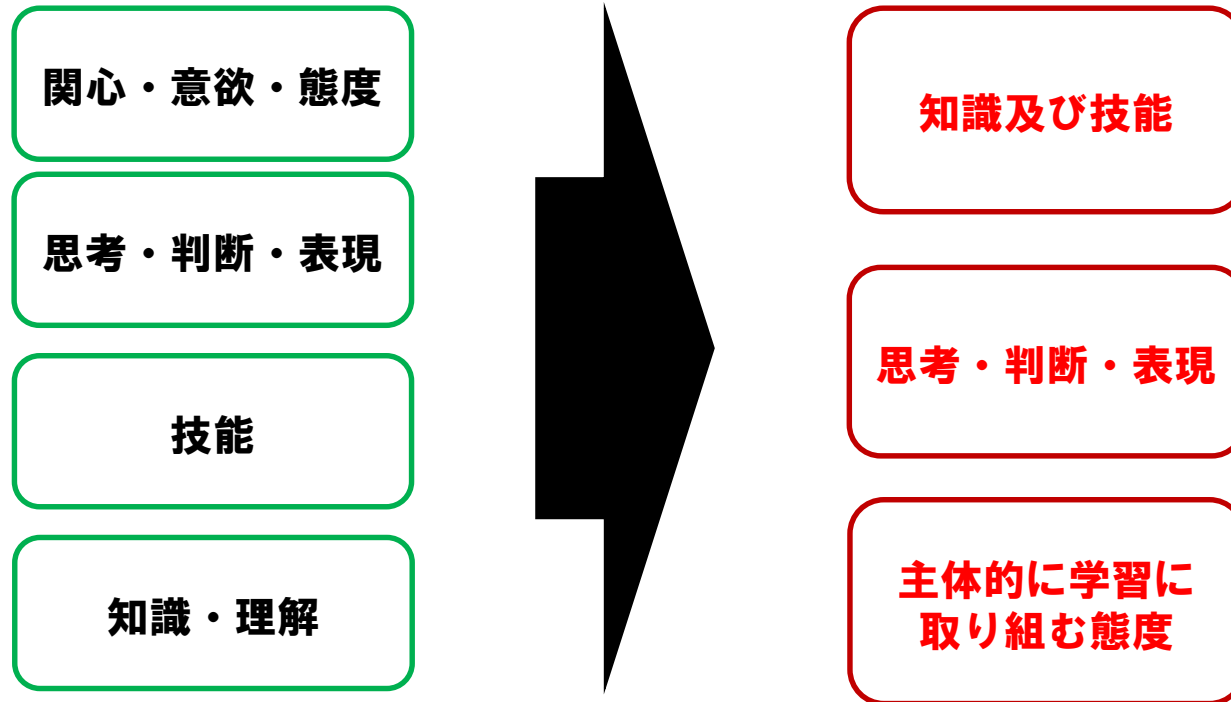 関心・意欲・態度
思考・判断・表現
技能
知識・理解
知識及び技能
思考・判断・表現
主体的に学習に
取り組む態度